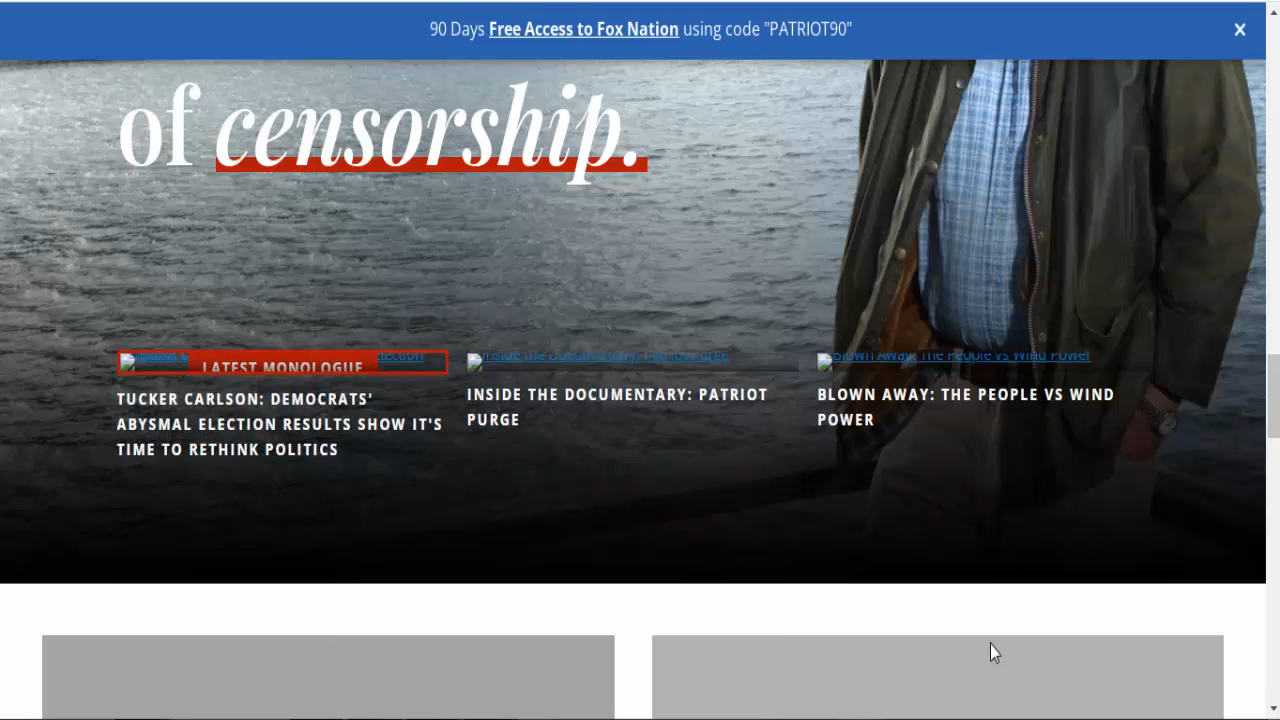 90 Days Free Access to Fox Nation using code "PATRIOT90"
of censorship.
LATEST MONOLOGUE
ection
Inside the Documentary: Patriot Purge
Blown Away: The People vs Wind Power
TUCKER CARLSON: DEMOCRATS'
ABYSMAL ELECTION RESULTS SHOW IT'S
TIME TO RETHINK POLITICS
INSIDE THE DOCUMENTARY: PATRIOT
PURGE
BLOWN AWAY: THE PEOPLE VS WIND
POWER